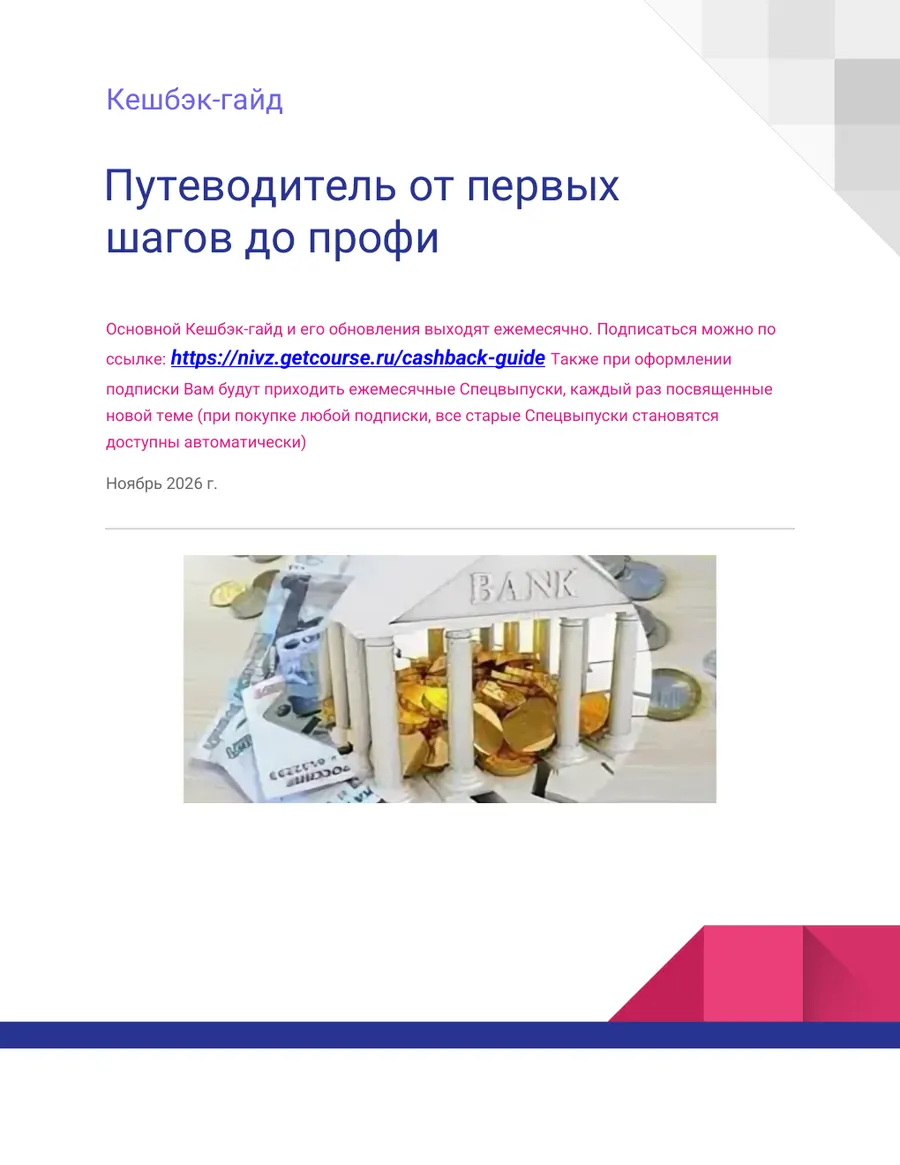 Кешбэк-гайд
Путеводитель от первых
шагов до профи
Основной Кешбэк-гайд и его обновления выходят ежемесячно. Подписаться можно по
ссылке: https://nivz.getcourse.ru/cashback-guide Также при оформлении
подписки Вам будут приходить ежемесячные Спецвыпуски, каждый раз посвященные
новой теме (при покупке любой подписки, все старые Спецвыпуски становятся
доступны автоматически)
Ноябрь 2026 г.
BANK